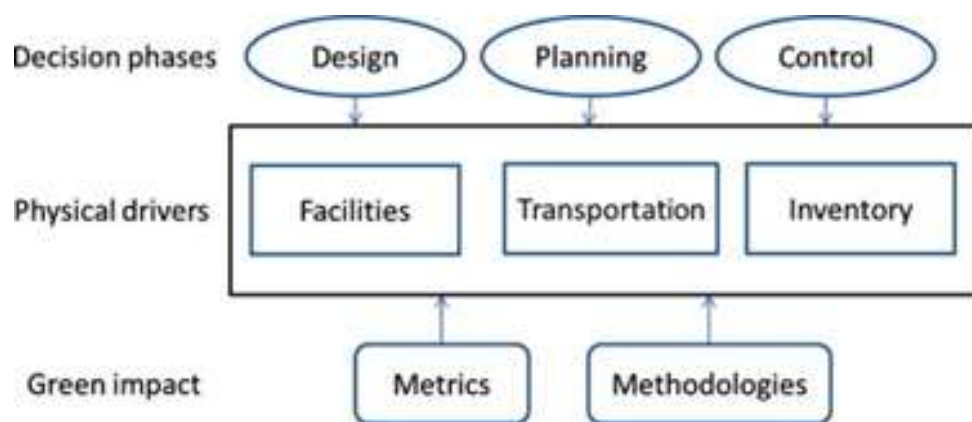 Decision phases Design Planning Control
Physical drivers Facilities Transportation Inventory
Green impact Metrics Methodologies